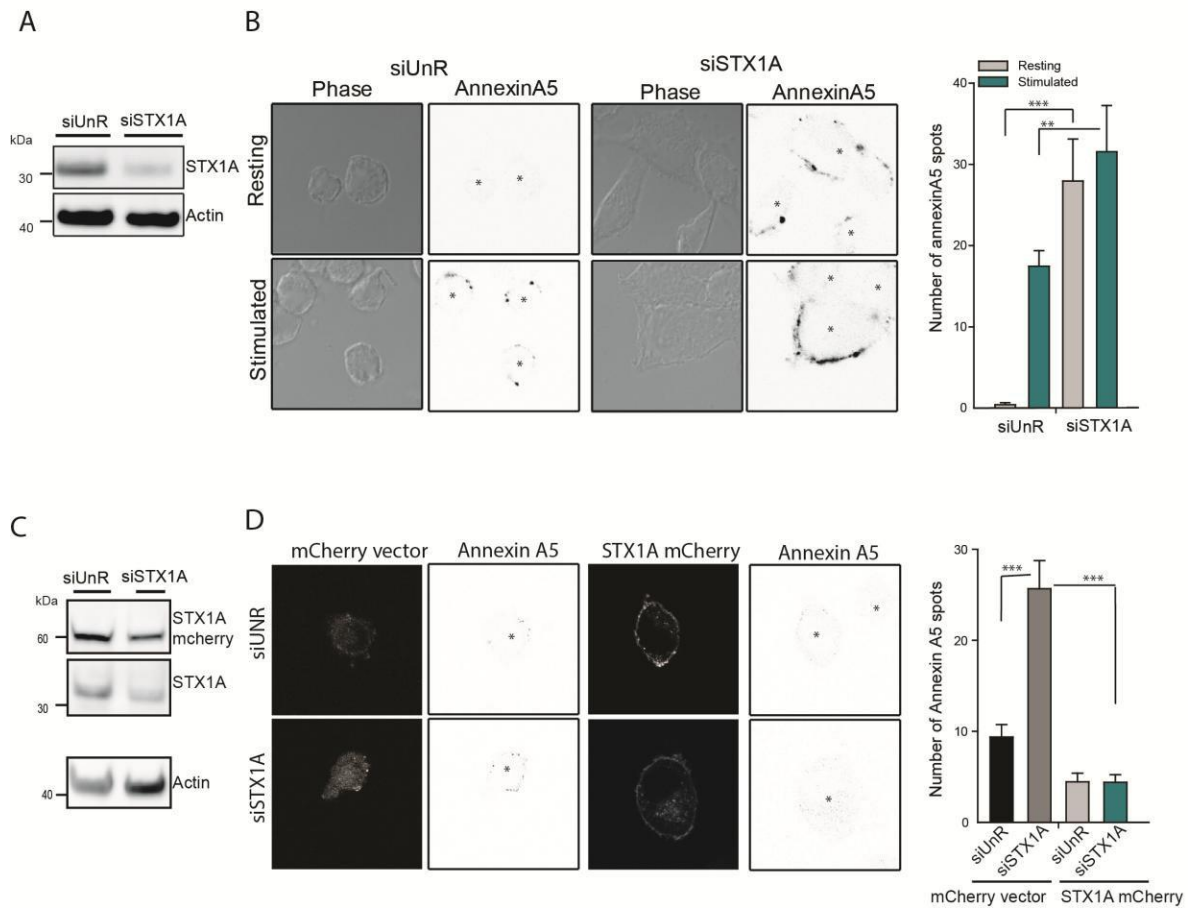 A
kDa
siUnR siSTX1A
STX1A
30
Actin
40
B
siUnR siSTX1A
Phase AnnexinA5 Phase AnnexinA5
Resting
* * * * *
Stimulated
* * * * * *
Resting
Stimulated
Number of annexinA5 spots
40
30
20
10
0
***
**
siUnR siSTX1A
C
kDa
siUnR siSTX1A
STX1A
mcherry
60
STX1A
30
Actin
40
D
mCherry vector Annexin A5 STX1A mCherry Annexin A5
siUNR
* * *
siSTX1A
* *
Number of Annexin A5 spots
30
20
10
0
*** ***
siUnR siSTX1A siUnR siSTX1A
mCherry vector STX1A mCherry